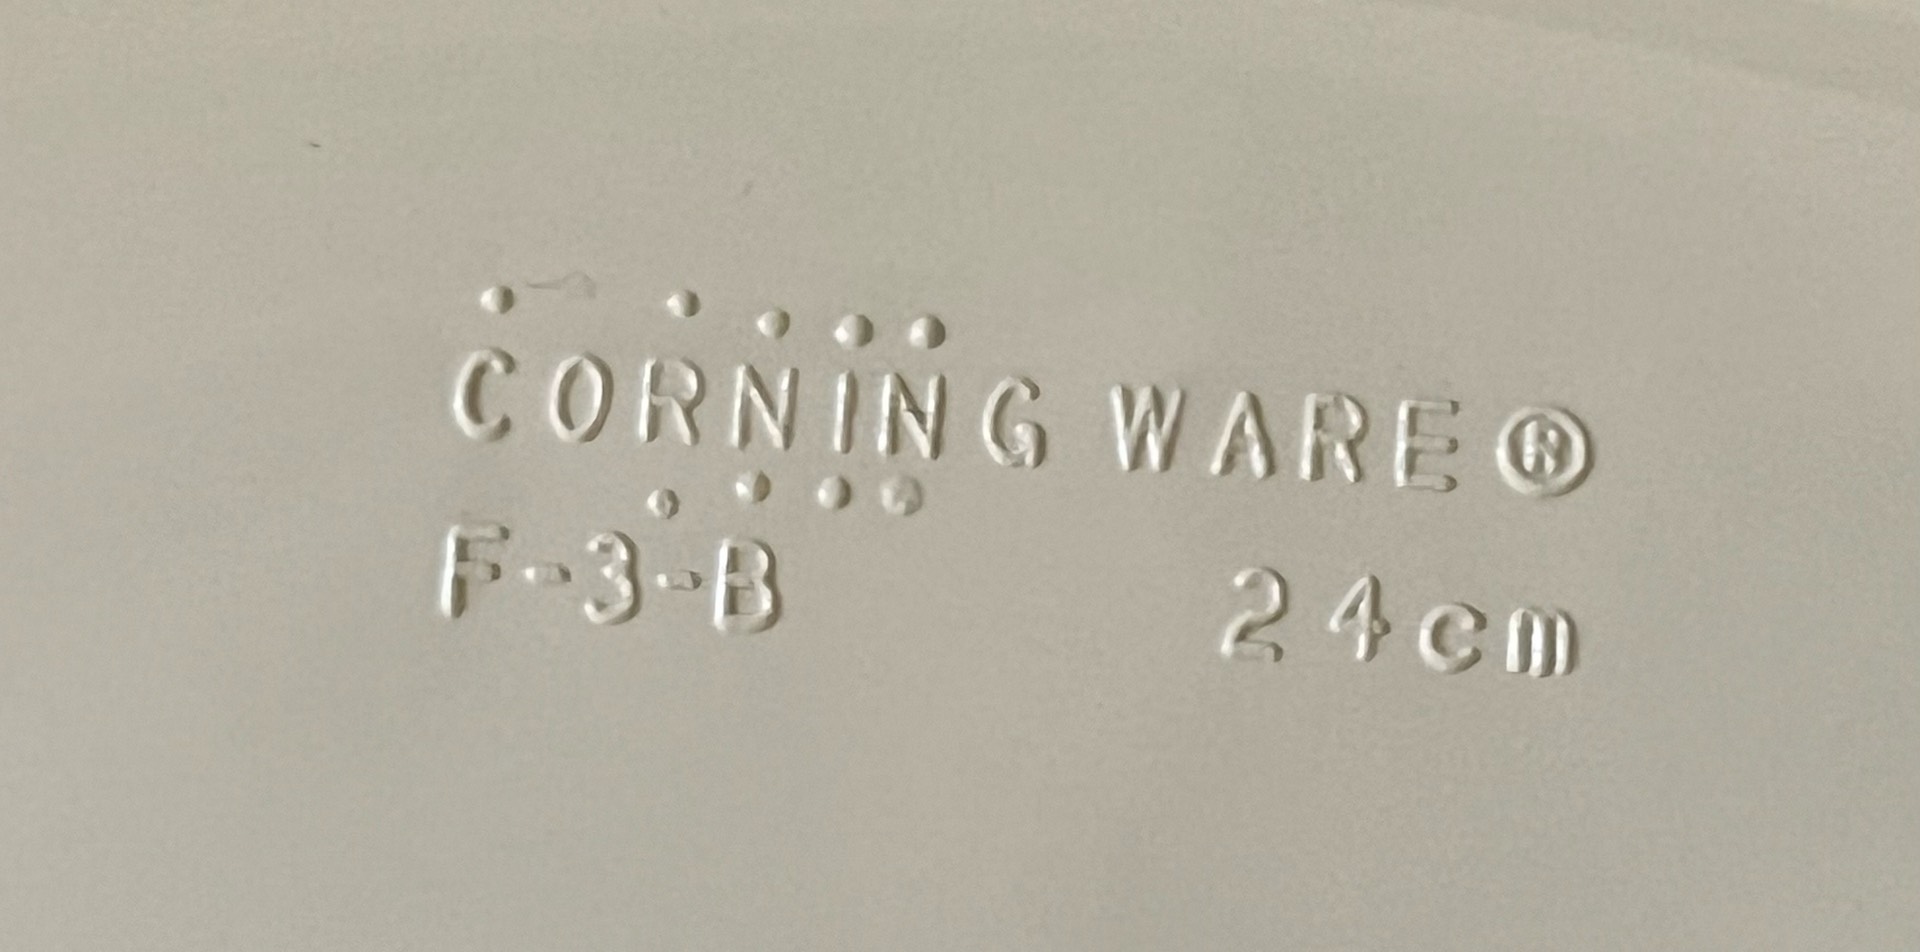 CORNING WARE®
F-3-B 24cm